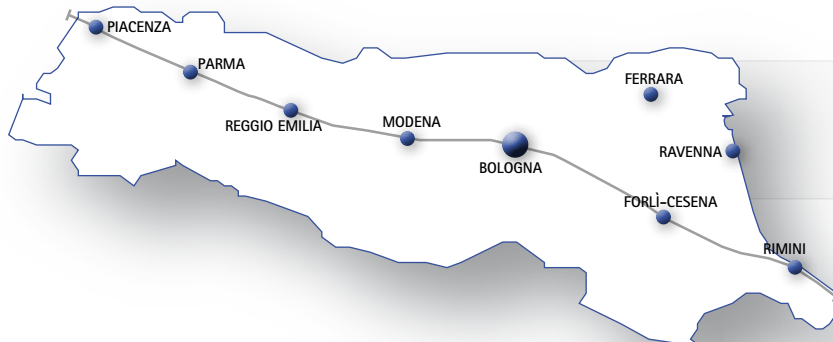 PIACENZA
PARMA
FERRARA
REGGIO EMILIA
MODENA
RAVENNA
BOLOGNA
FORLÌ-CESENA
RIMINI